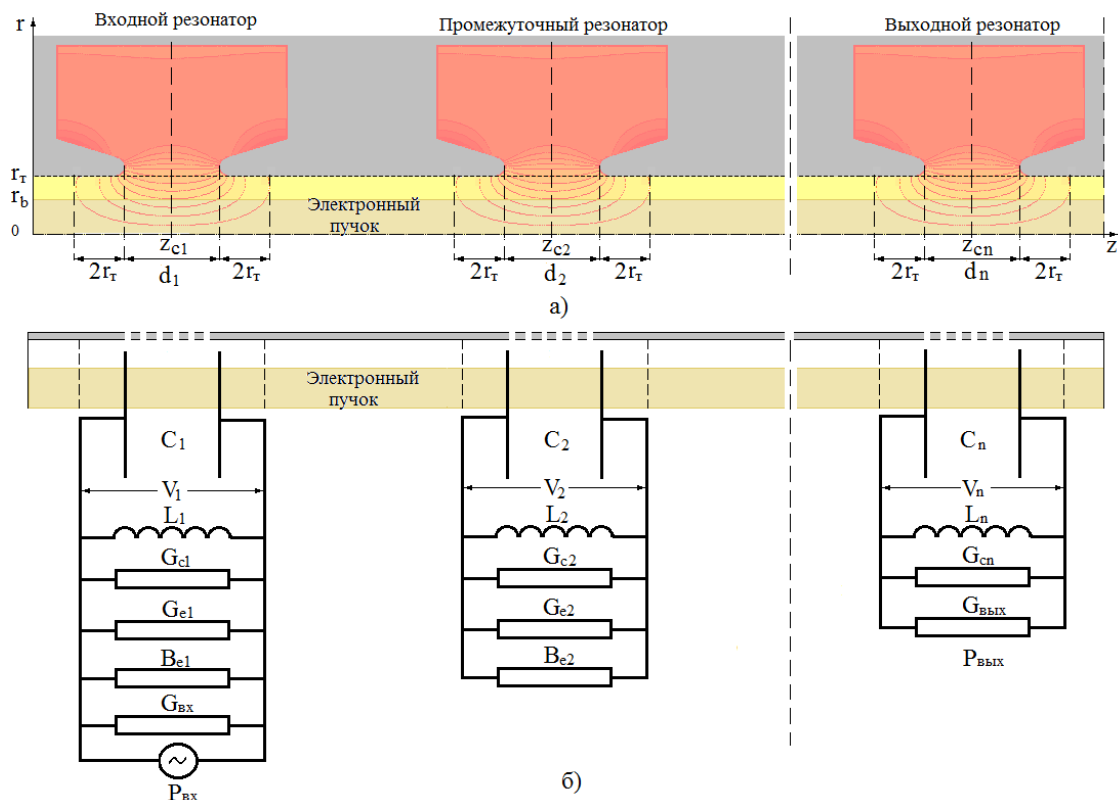 r
Входной резонатор
Промежуточный резонатор
Выходной резонатор
rт
rb
0
Электронный пучок
zc1
zc2
zcn
z
2rт
d1
2rт
2rт
d2
2rт
2rт
dn
2rт
а)
Электронный пучок
C1
C2
Cn
V1
V2
Vn
L1
L2
Ln
Gc1
Gc2
Gcn
Ge1
Ge2
Gвых
Be1
Be2
Pвых
Gвх
Pвх
б)